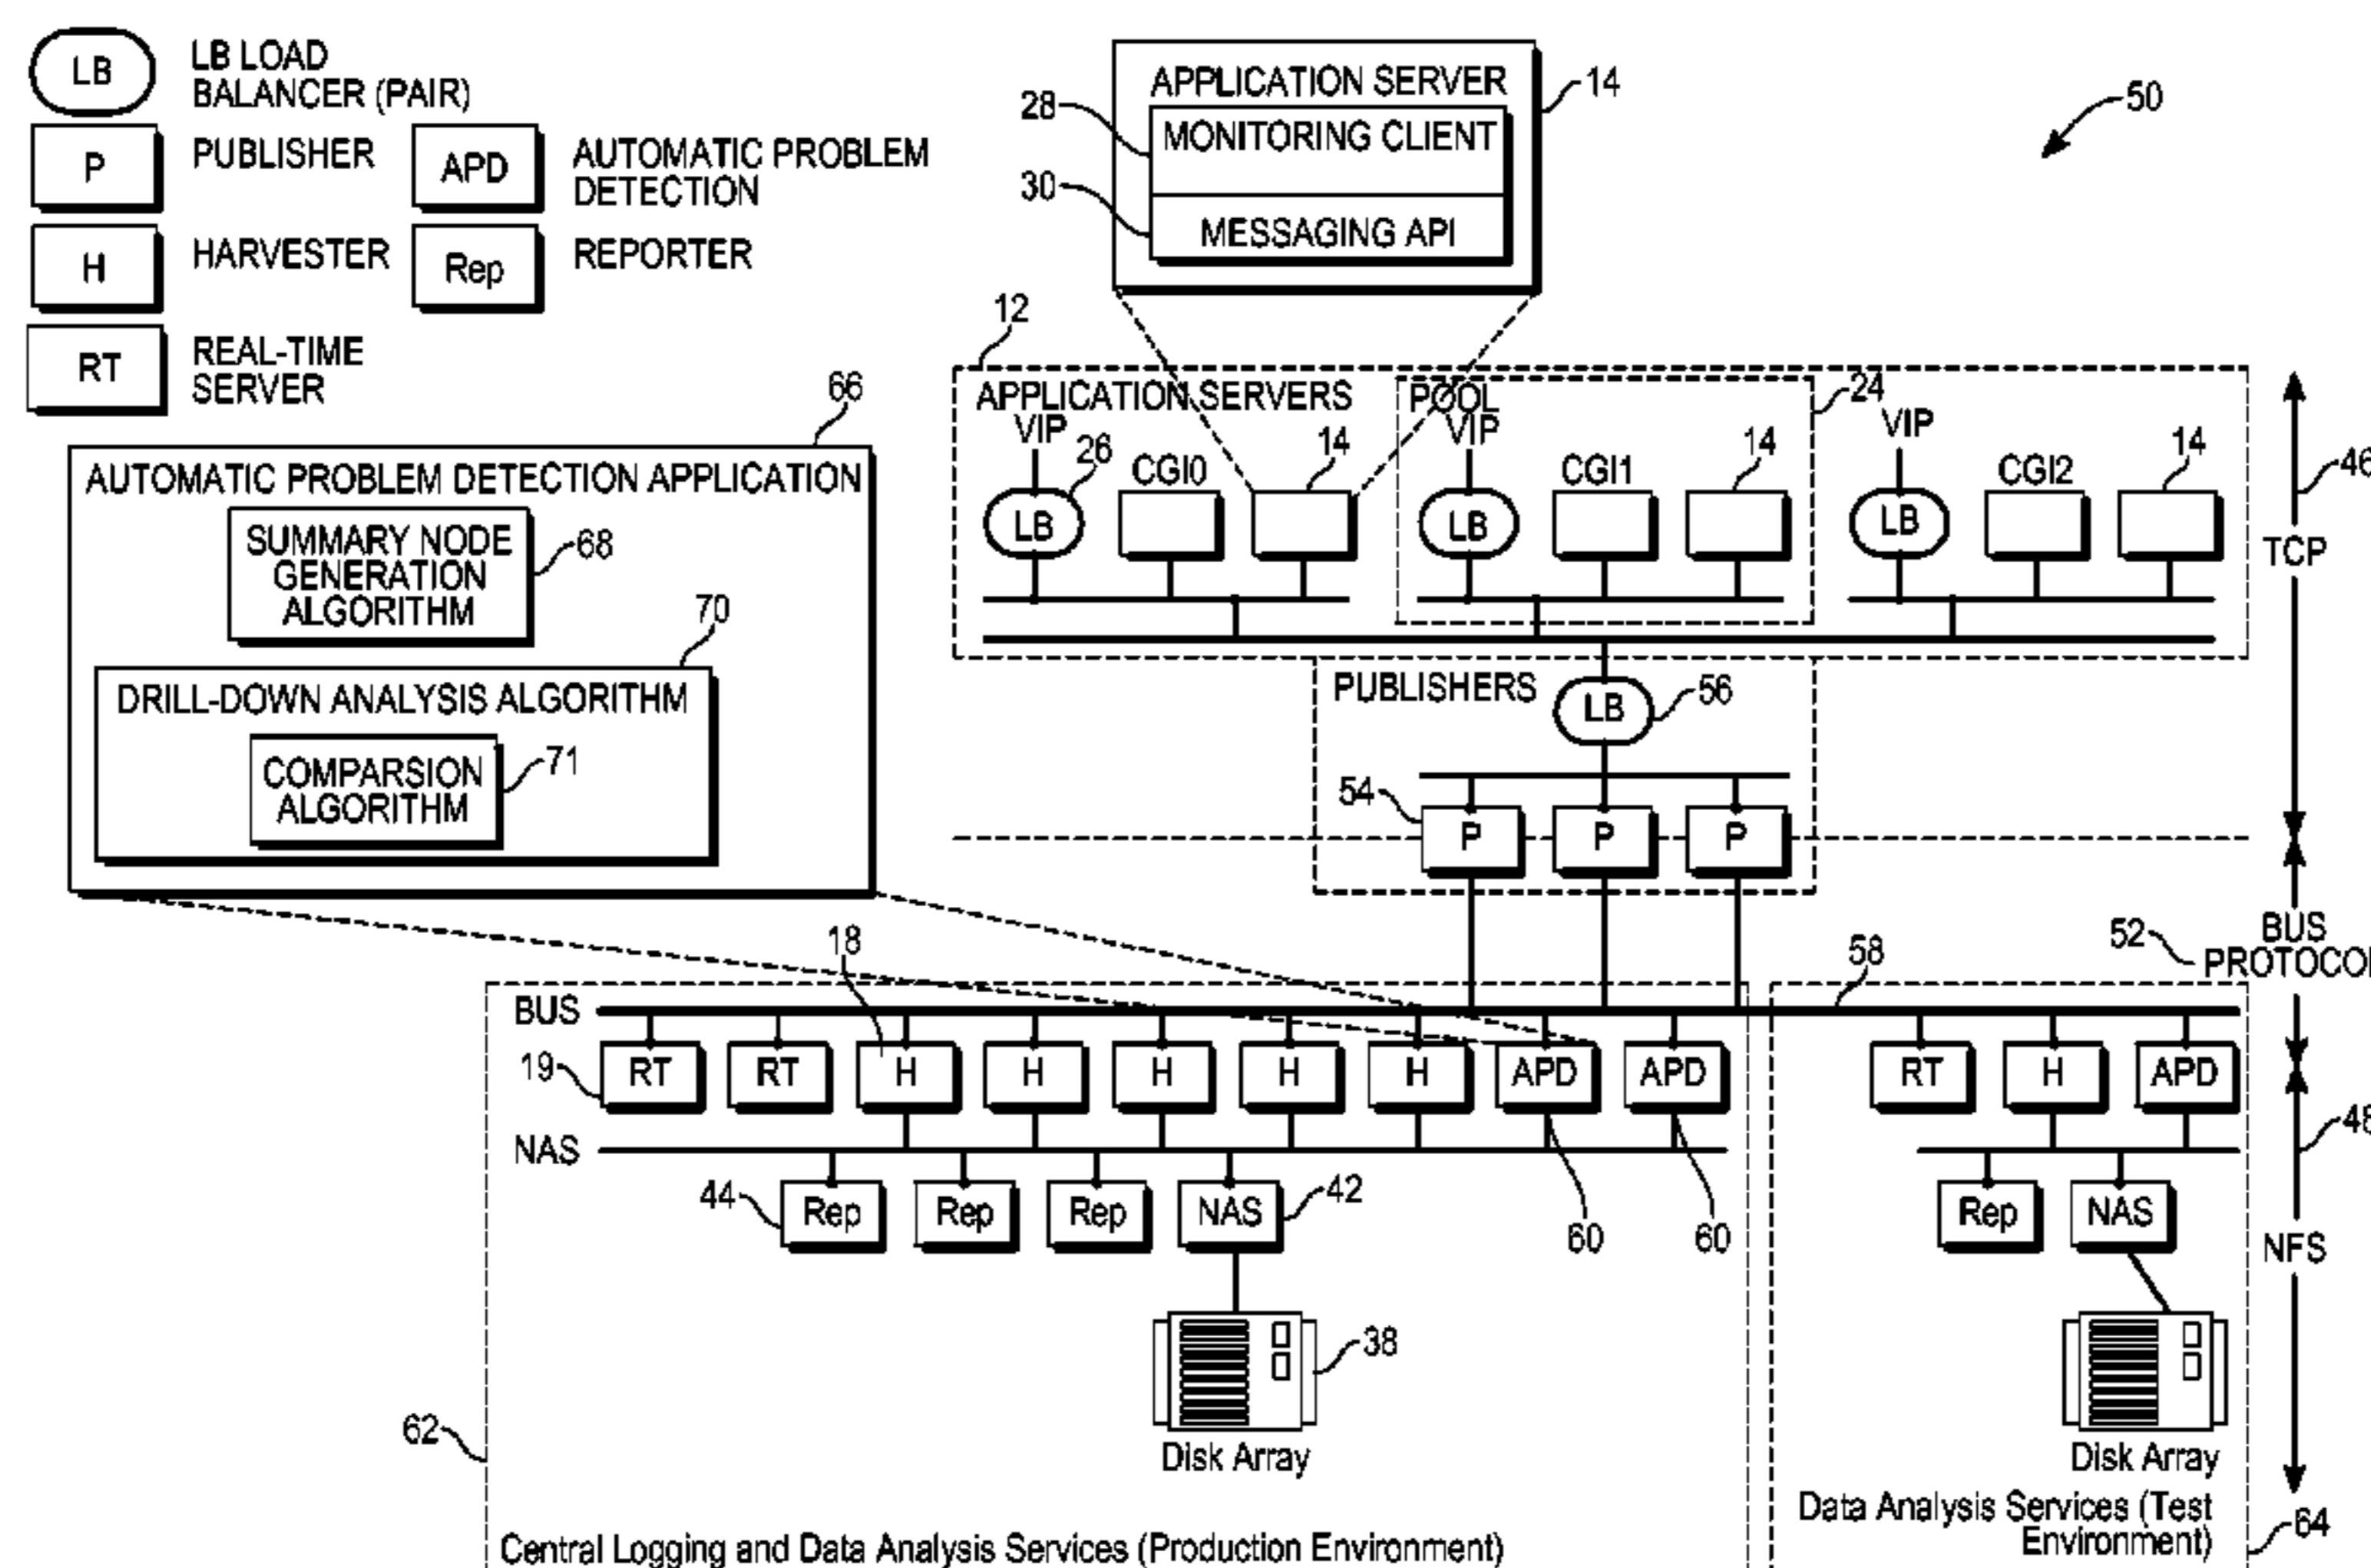 LB
LB LOAD
BALANCER (PAIR)
P
PUBLISHER
APD
AUTOMATIC PROBLEM
DETECTION
H
HARVESTER
Rep
REPORTER
RT
REAL-TIME
SERVER
APPLICATION SERVER
14
28
MONITORING CLIENT
30
MESSAGING API
50
12
APPLICATION SERVERS
POOL
24
VIP
VIP
VIP
26
CGI0
14
CGI1
14
CGI2
14
LB
LB
LB
46
TCP
66
AUTOMATIC PROBLEM DETECTION APPLICATION
SUMMARY NODE
GENERATION
ALGORITHM
68
70
DRILL-DOWN ANALYSIS ALGORITHM
COMPARSION
ALGORITHM
71
PUBLISHERS
LB
56
54
P
P
P
52
BUS
PROTOCOL
18
58
BUS
19
RT
RT
H
H
H
H
H
APD
APD
RT
H
APD
48
NAS
44
Rep
Rep
Rep
NAS
42
60
60
Rep
NAS
NFS
38
62
Disk Array
Disk Array
Central Logging and Data Analysis Services (Production Environment)
Data Analysis Services (Test
Environment)
64